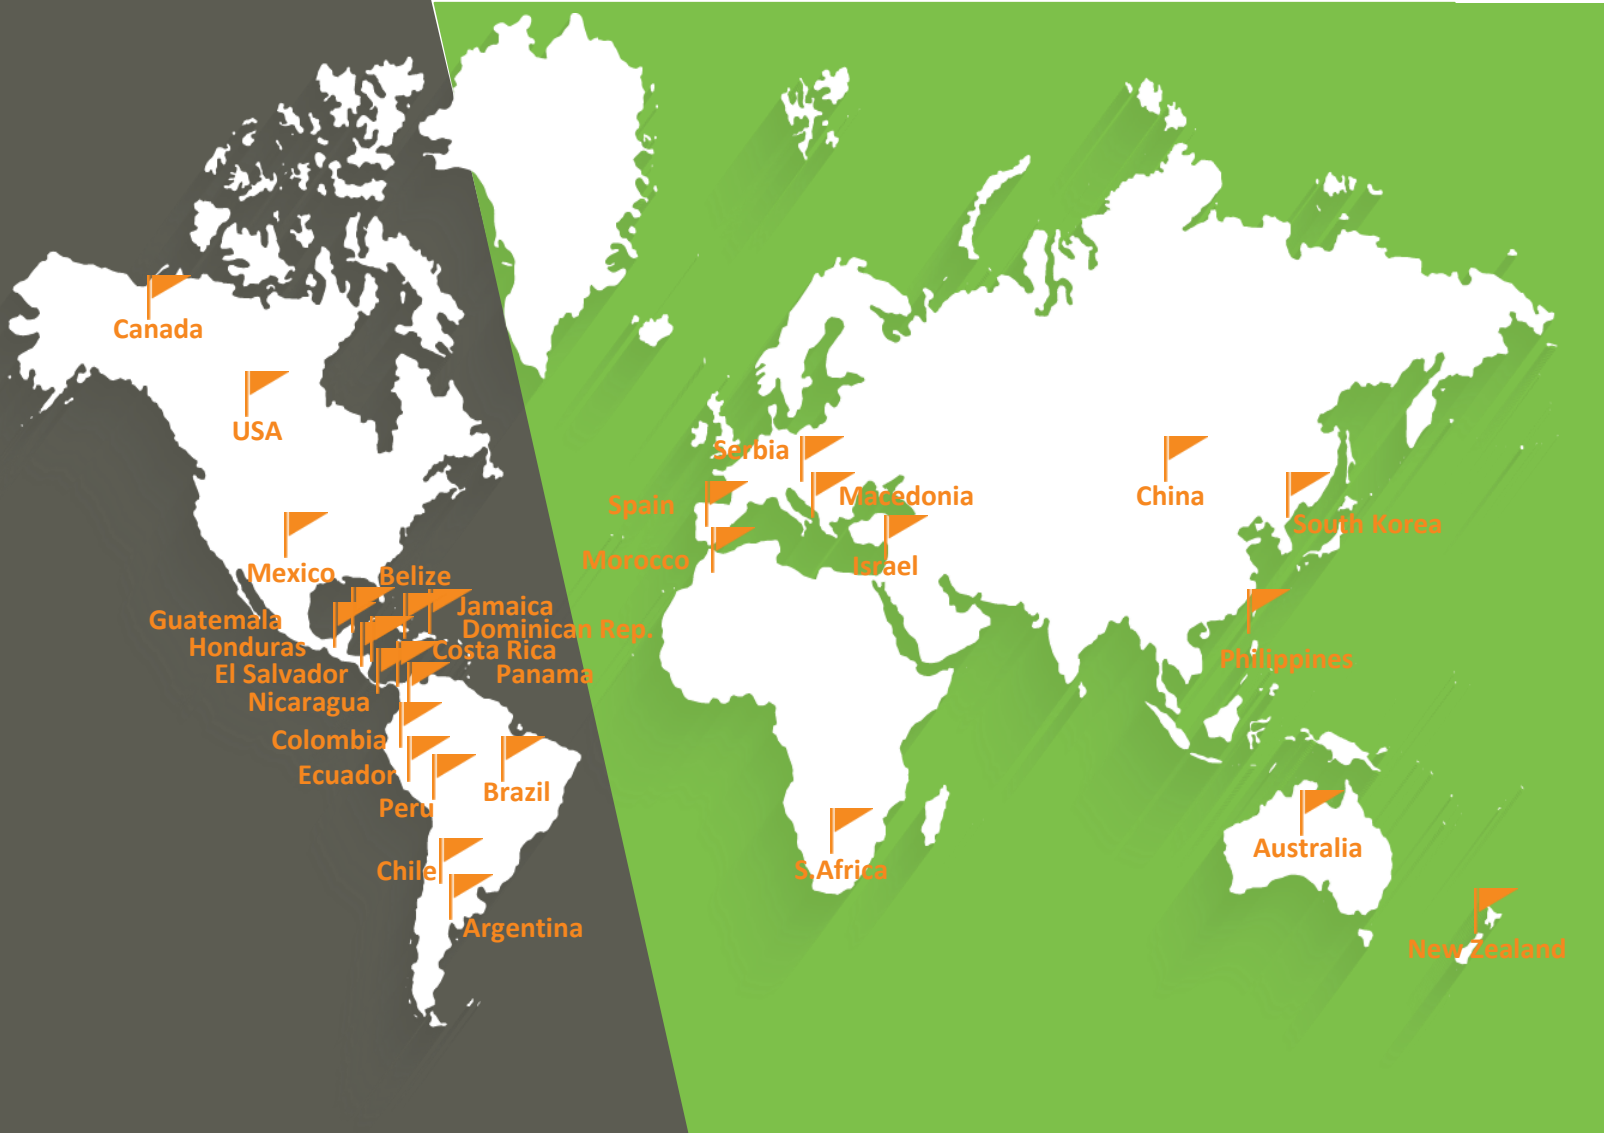 Canada
USA
Serbia
Macedonia
China
Spain
South Korea
Morocco
Israel
Mexico
Belize
Jamaica
Guatemala
Dominican Rep.
Honduras
Costa Rica
El Salvador
Panama
Philippines
Nicaragua
Colombia
Ecuador
Brazil
Peru
Australia
Chile
S.Africa
Argentina
New Zealand